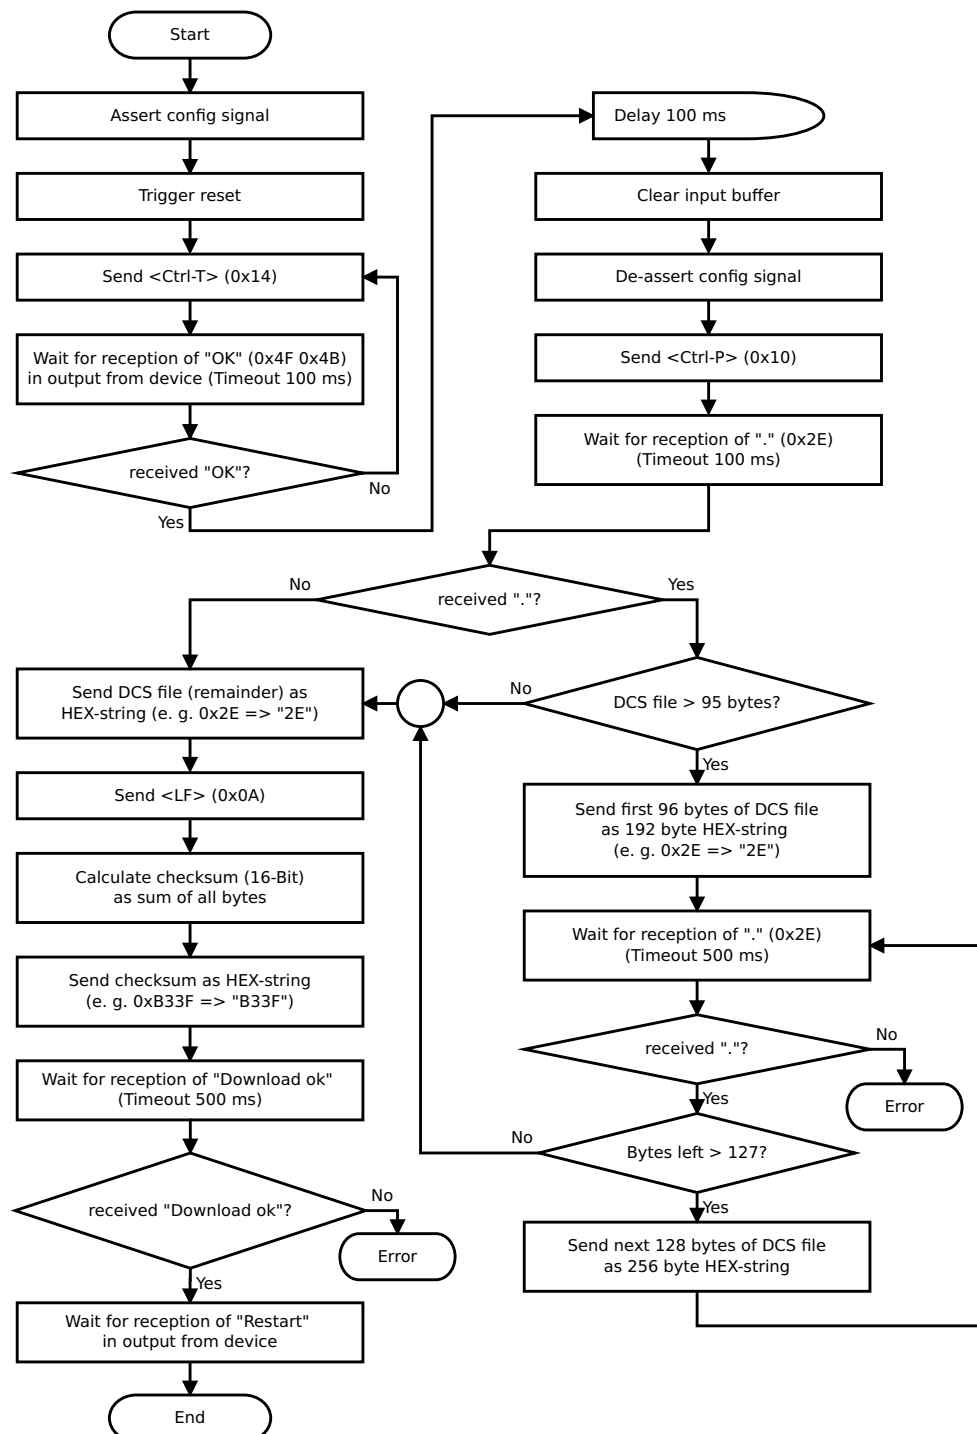 Start
Assert config signal
Trigger reset
Send <Ctrl-T> (0x14)
Wait for reception of "OK" (0x4F 0x4B)
in output from device (Timeout 100 ms)
received "OK"?
No
Yes
Delay 100 ms
Clear input buffer
De-assert config signal
Send <Ctrl-P> (0x10)
Wait for reception of "." (0x2E)
(Timeout 100 ms)
received "."?
No
Yes
Send DCS file (remainder) as
HEX-string (e. g. 0x2E => "2E")
Send <LF> (0x0A)
Calculate checksum (16-Bit)
as sum of all bytes
Send checksum as HEX-string
(e. g. 0xB33F => "B33F")
Wait for reception of "Download ok"
(Timeout 500 ms)
received "Download ok"?
No
Error
Yes
Wait for reception of "Restart"
in output from device
End
DCS file > 95 bytes?
No
Yes
Send first 96 bytes of DCS file
as 192 byte HEX-string
(e. g. 0x2E => "2E")
Wait for reception of "." (0x2E)
(Timeout 500 ms)
received "."?
No
Error
Yes
Bytes left > 127?
No
Yes
Send next 128 bytes of DCS file
as 256 byte HEX-string